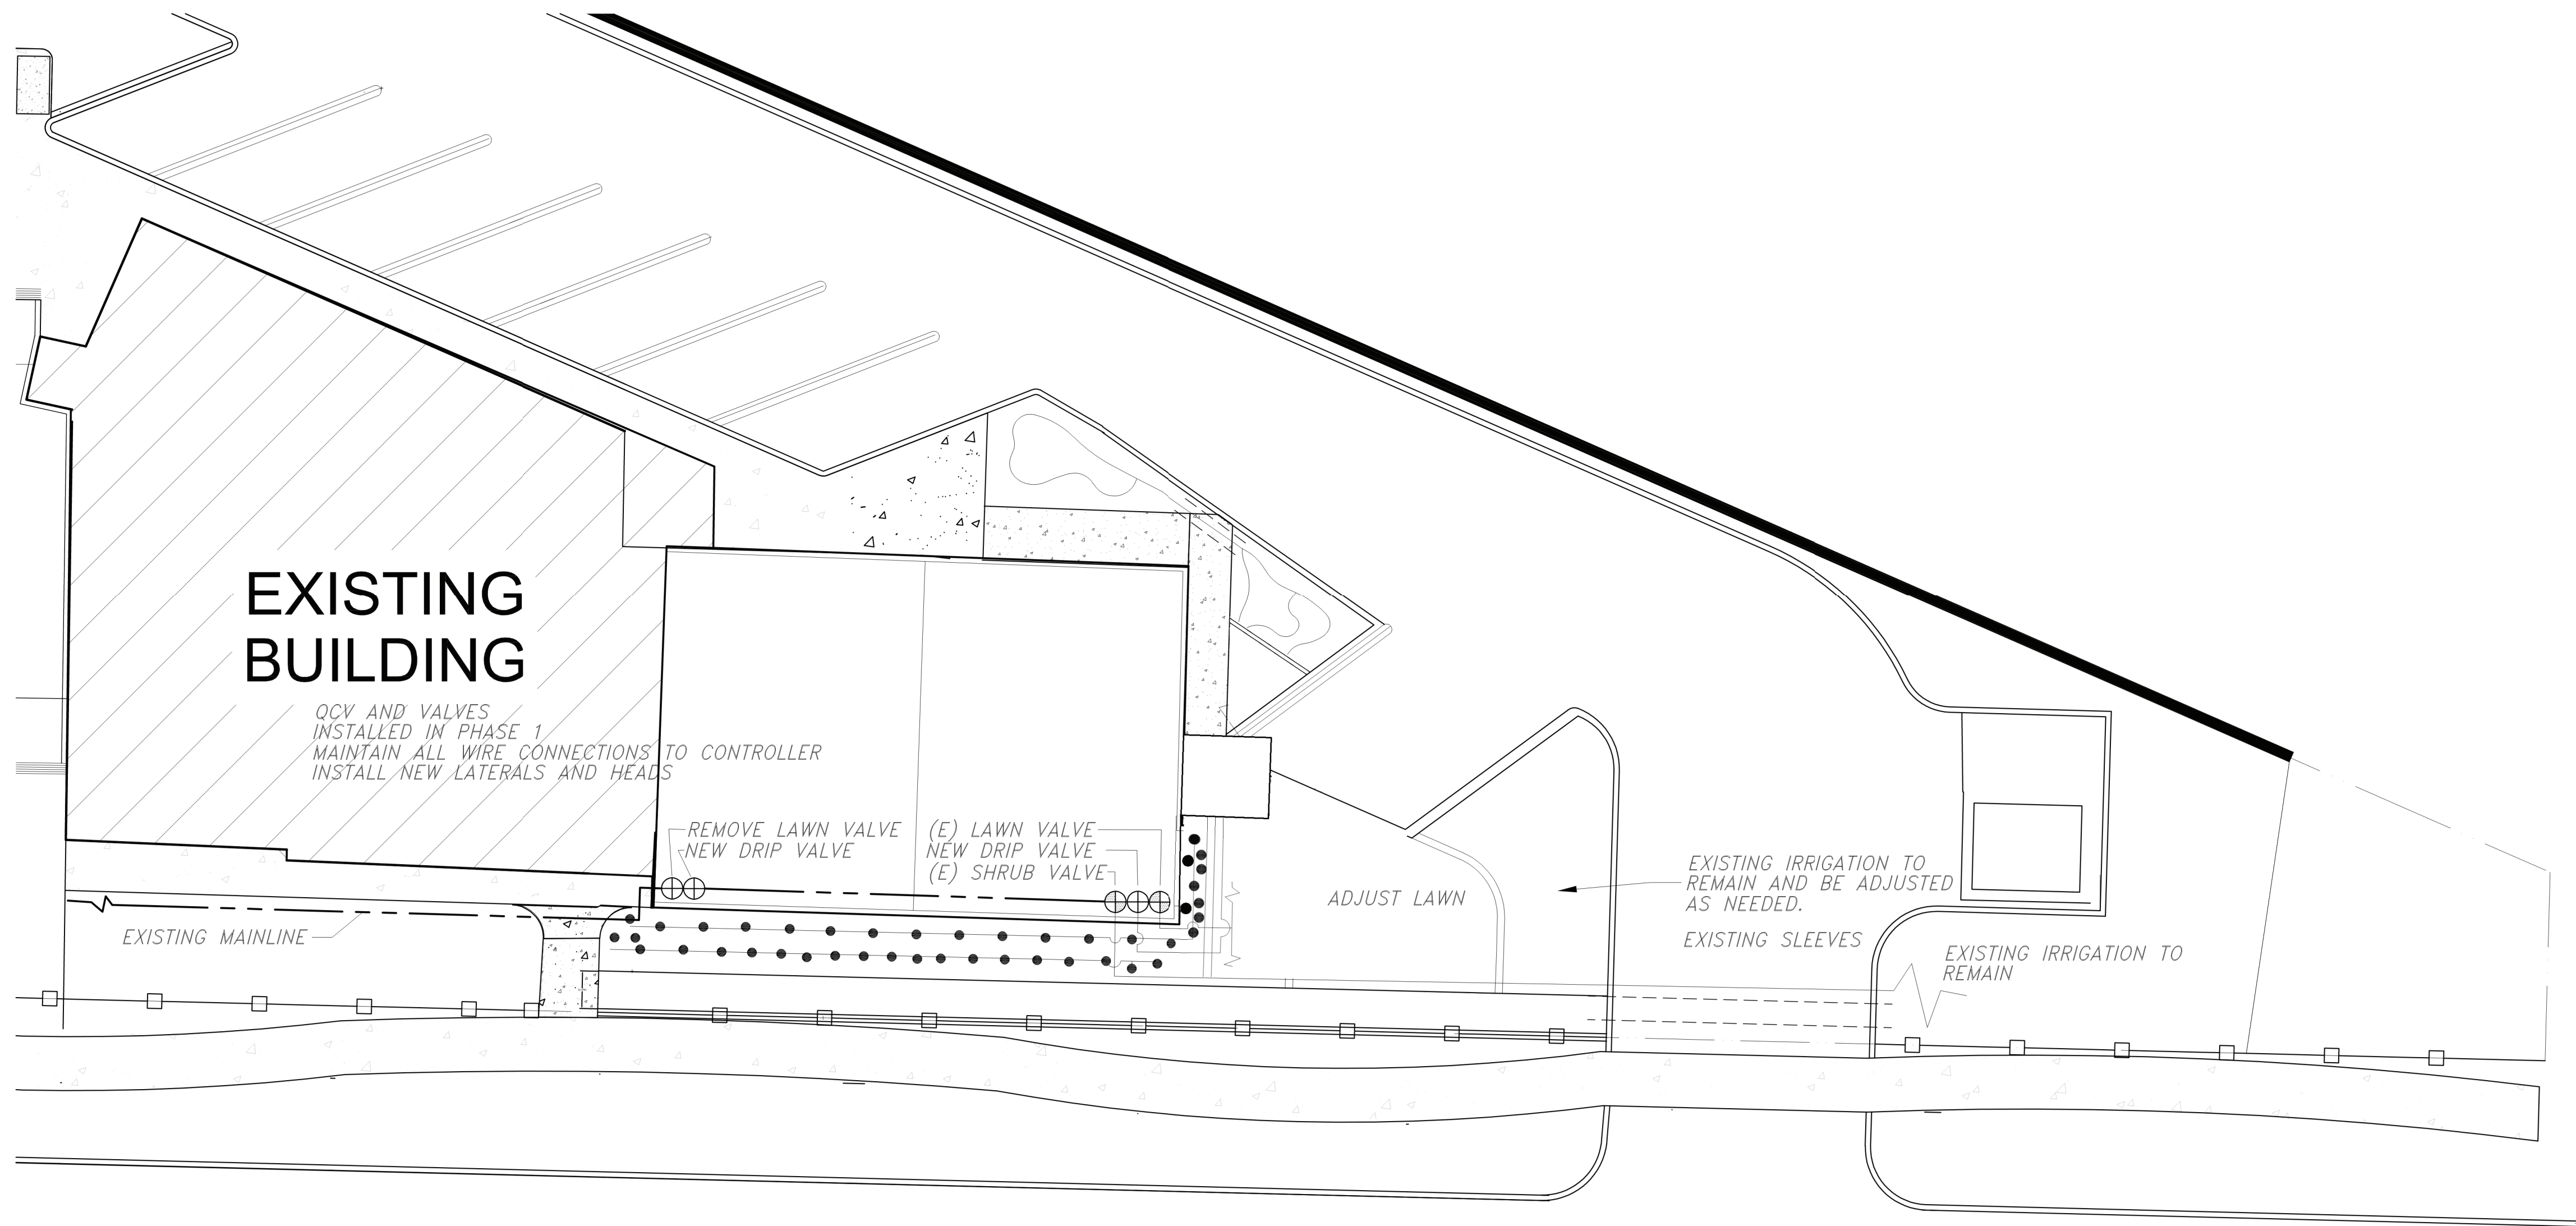 EXISTING
BUILDING
QCV AND VALVES
INSTALLED IN PHASE 1
MAINTAIN ALL WIRE CONNECTIONS TO CONTROLLER
INSTALL NEW LATERALS AND HEADS
REMOVE LAWN VALVE
NEW DRIP VALVE
(E) LAWN VALVE
NEW DRIP VALVE
(E) SHRUB VALVE
EXISTING MAINLINE
ADJUST LAWN
EXISTING IRRIGATION TO
REMAIN AND BE ADJUSTED
AS NEEDED.
EXISTING SLEEVES
EXISTING IRRIGATION TO
REMAIN